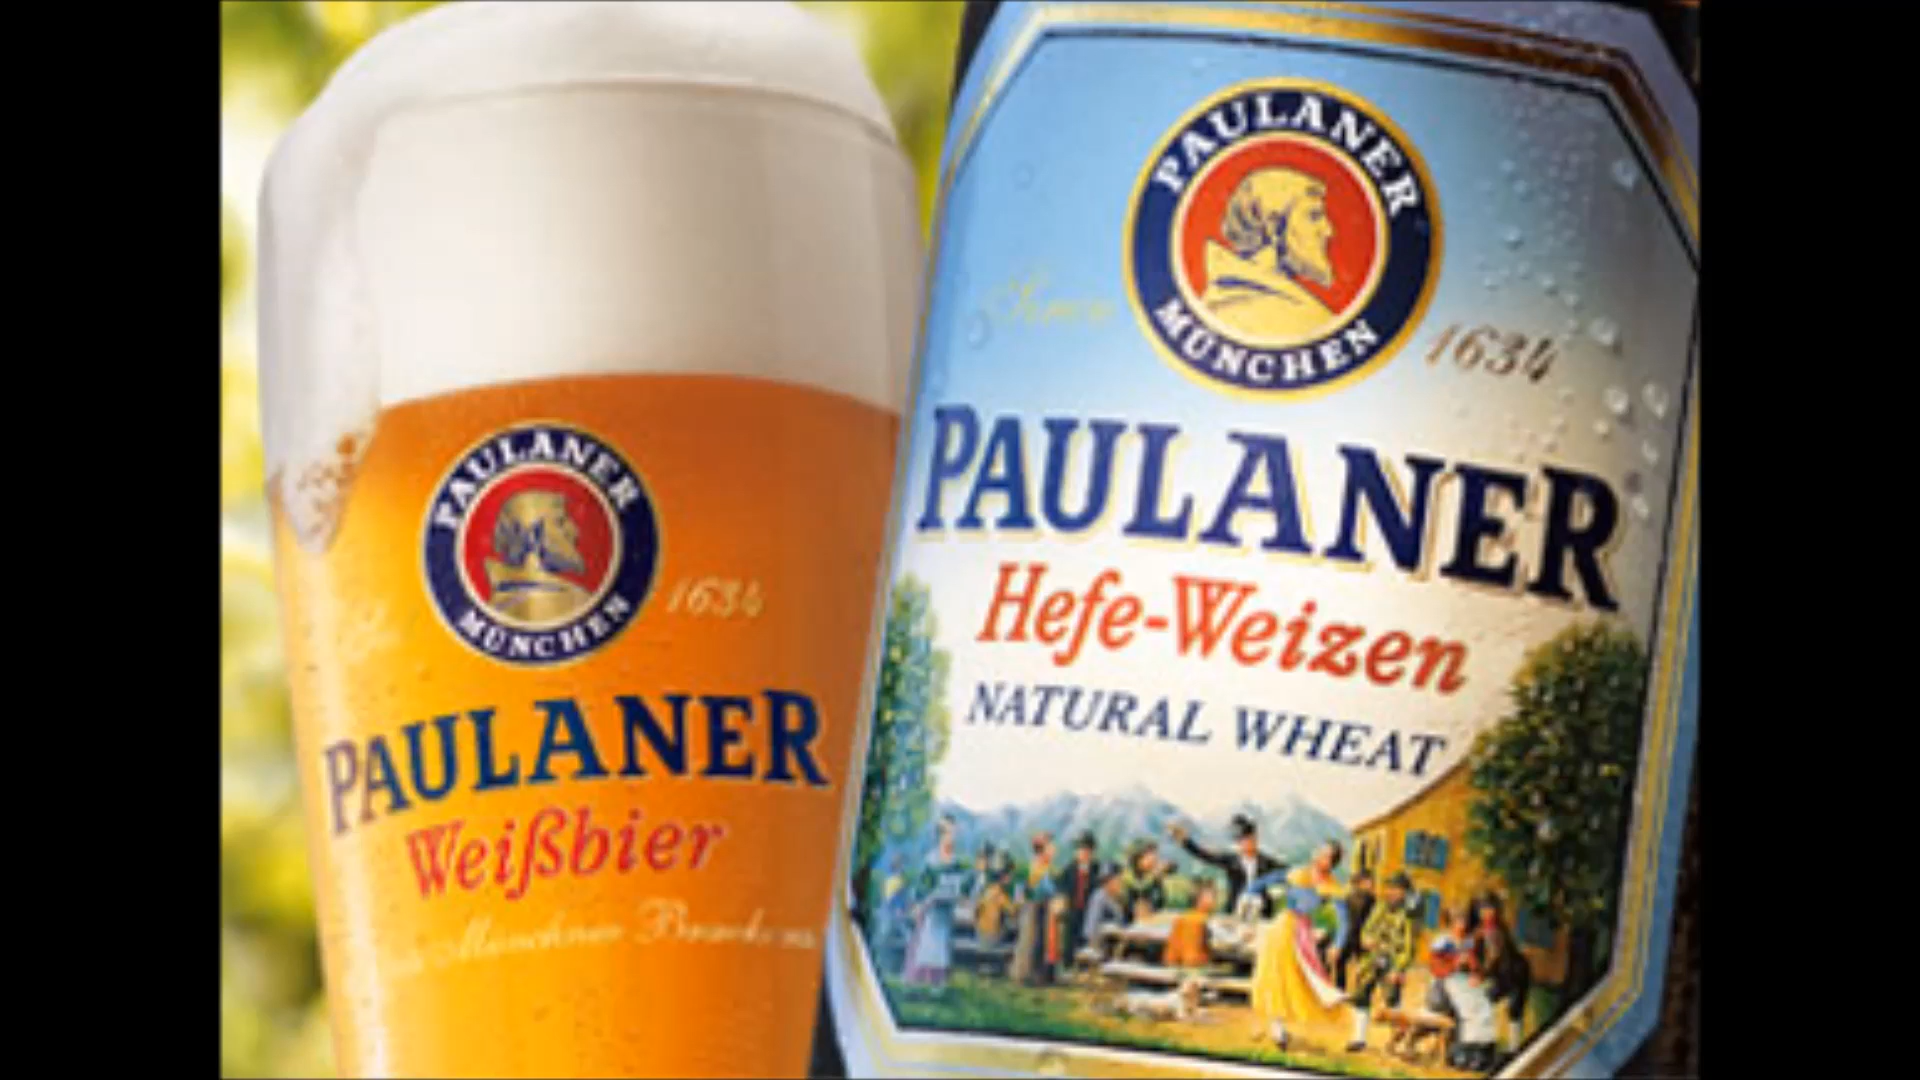 PAULANER
MÜNCHEN
1634
PAULANER
Weißbier
PAULANER
MÜNCHEN
Since 1634
PAULANER
Hefe-Weizen
NATURAL WHEAT